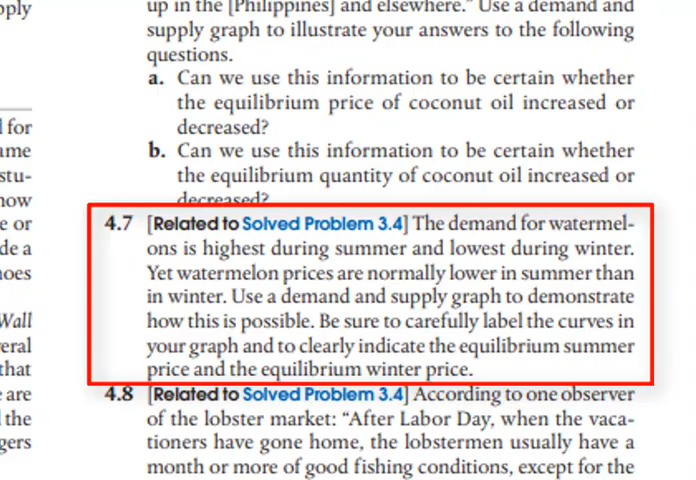 pply
up in the [Philippines] and elsewhere." Use a demand and
supply graph to illustrate your answers to the following
questions.
a. Can we use this information to be certain whether
the equilibrium price of coconut oil increased or
decreased?
b. Can we use this information to be certain whether
the equilibrium quantity of coconut oil increased or
decreased?
for
ame
stu-
now
e or
de a
noes
Wall
veral
that
e are
d the
gers
4.7 [Related to Solved Problem 3.4] The demand for watermel-
ons is highest during summer and lowest during winter.
Yet watermelon prices are normally lower in summer than
in winter. Use a demand and supply graph to demonstrate
how this is possible. Be sure to carefully label the curves in
your graph and to clearly indicate the equilibrium summer
price and the equilibrium winter price.
4.8 [Related to Solved Problem 3.4] According to one observer
of the lobster market: "After Labor Day, when the vaca-
tioners have gone home, the lobstermen usually have a
month or more of good fishing conditions, except for the